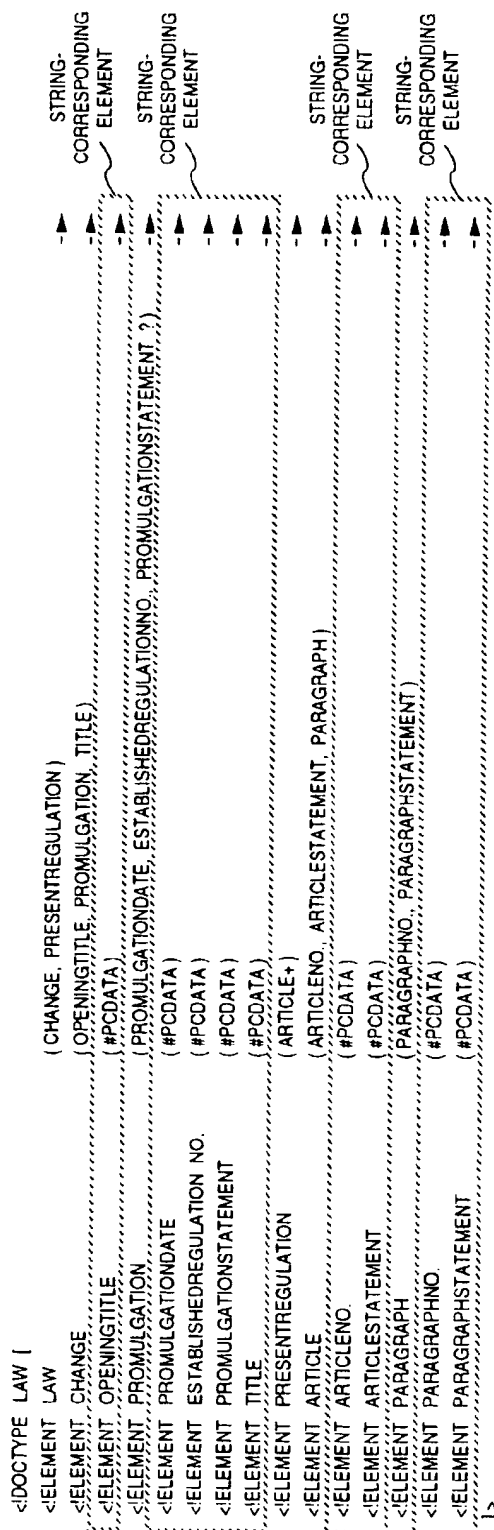 <!DOCTYPE LAW [
<!ELEMENT LAW ( CHANGE, PRESENTREGULATION ) - ▶
<!ELEMENT CHANGE ( OPENINGTITLE, PROMULGATION, TITLE ) - ▶
<!ELEMENT OPENINGTITLE ( #PCDATA ) - ▶
STRING-
CORRESPONDING
ELEMENT
<!ELEMENT PROMULGATION ( PROMULGATIONDATE, ESTABLISHEDREGULATIONNO., PROMULGATIONSTATEMENT ? ) - ▶
<!ELEMENT PROMULGATIONDATE ( #PCDATA ) - ▶
<!ELEMENT ESTABLISHEDREGULATION NO. ( #PCDATA ) - ▶
<!ELEMENT PROMULGATIONSTATEMENT ( #PCDATA ) - ▶
<!ELEMENT TITLE ( #PCDATA ) - ▶
STRING-
CORRESPONDING
ELEMENT
<!ELEMENT PRESENTREGULATION ( ARTICLE+ ) - ▶
<!ELEMENT ARTICLE ( ARTICLENO., ARTICLESTATEMENT, PARAGRAPH ) - ▶
<!ELEMENT ARTICLENO. ( #PCDATA ) - ▶
<!ELEMENT ARTICLESTATEMENT ( #PCDATA ) - ▶
STRING-
CORRESPONDING
ELEMENT
<!ELEMENT PARAGRAPH ( PARAGRAPHNO., PARAGRAPHSTATEMENT ) - ▶
<!ELEMENT PARAGRAPHNO. ( #PCDATA ) - ▶
<!ELEMENT PARAGRAPHSTATEMENT ( #PCDATA ) - ▶
STRING-
CORRESPONDING
ELEMENT
]>